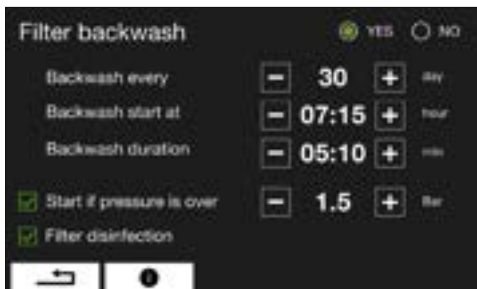 Filter backwash YES NO
Backwash every − 30 + day
Backwash start at − 07:15 + hour
Backwash duration − 05:10 + min
Start if pressure is over − 1.5 + Bar
Filter disinfection